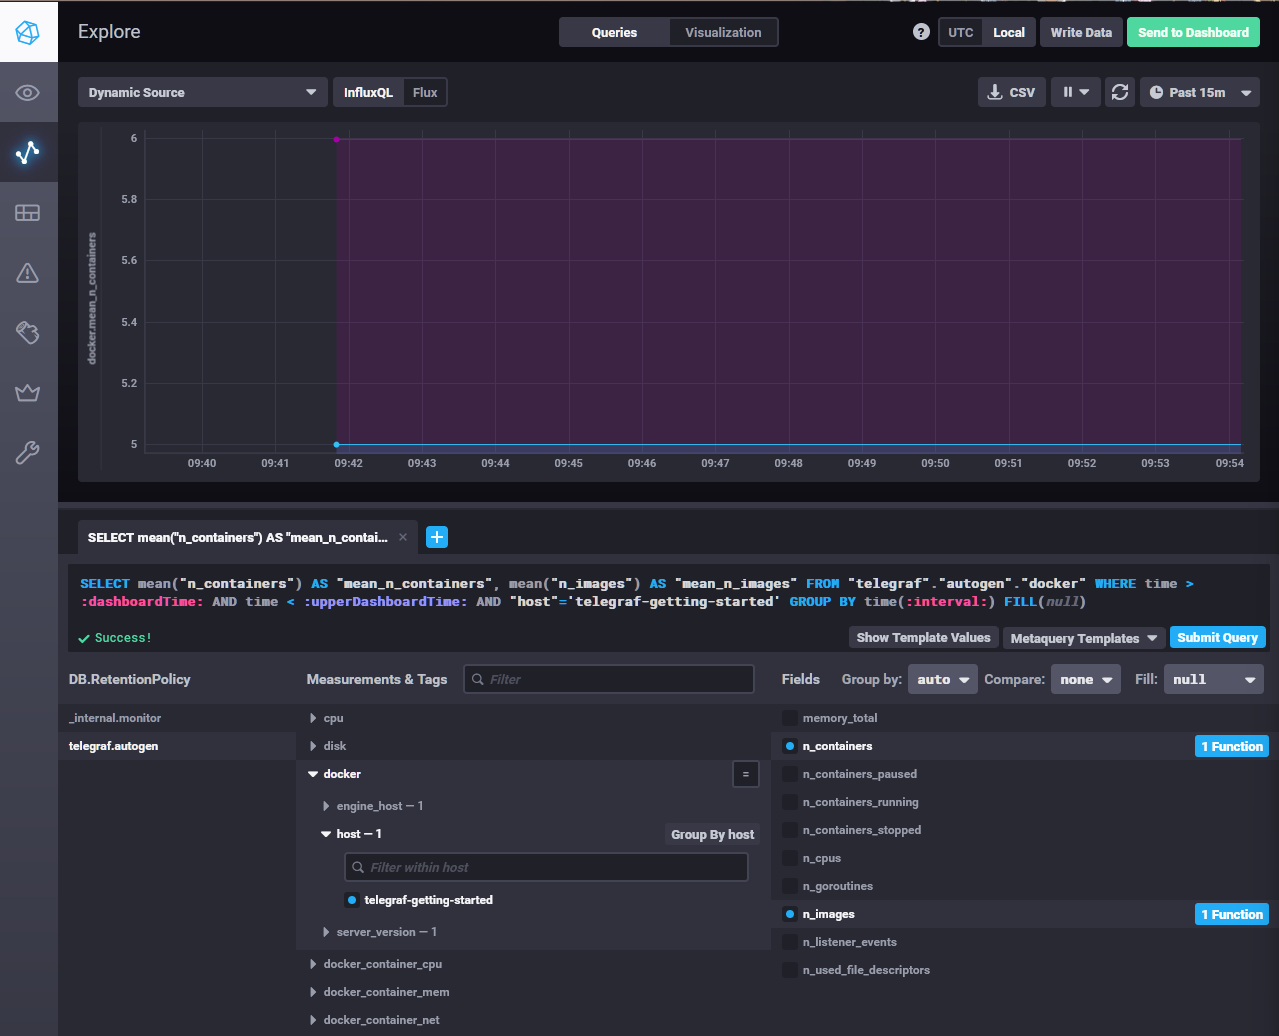 Explore
Queries Visualization
? UTC Local Write Data Send to Dashboard
Dynamic Source InfluxQL Flux CSV Past 15m
docker.mean_n_containers
6
5.8
5.6
5.4
5.2
5
09:40 09:41 09:42 09:43 09:44 09:45 09:46 09:47 09:48 09:49 09:50 09:51 09:52 09:53 09:54
SELECT mean("n_containers") AS "mean_n_contai... × +
SELECT mean("n_containers") AS "mean_n_containers", mean("n_images") AS "mean_n_images" FROM "telegraf"."autogen"."docker" WHERE time >
:dashboardTime: AND time < :upperDashboardTime: AND "host"='telegraf-getting-started' GROUP BY time(:interval:) FILL(null)
Success! Show Template Values Metaquery Templates Submit Query
DB.RetentionPolicy Measurements & Tags Filter Fields Group by: auto Compare: none Fill: null
_internal.monitor
telegraf.autogen
cpu
disk
docker =
engine_host — 1
host — 1 Group By host
Filter within host
telegraf-getting-started
server_version — 1
docker_container_cpu
docker_container_mem
docker_container_net
memory_total
n_containers 1 Function
n_containers_paused
n_containers_running
n_containers_stopped
n_cpus
n_goroutines
n_images 1 Function
n_listener_events
n_used_file_descriptors